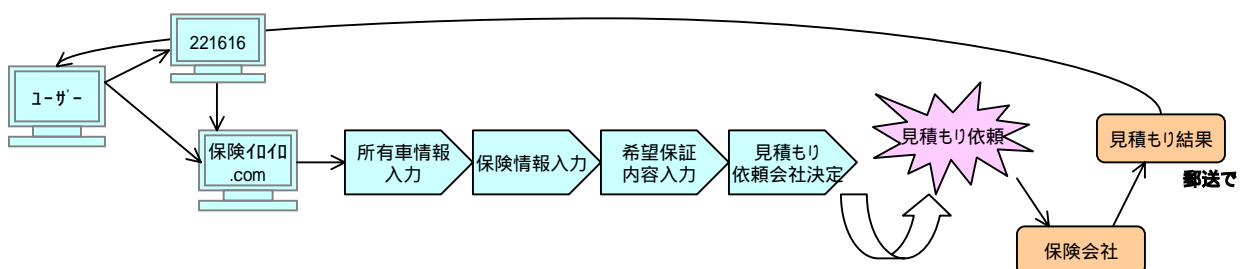 221616
ﾕｰｻﾞｰ
保険ｲﾛｲﾛ
.com
所有車情報
入力
保険情報入力
希望保証
内容入力
見積もり
依頼会社決定
見積もり依頼
見積もり結果
郵送で
保険会社